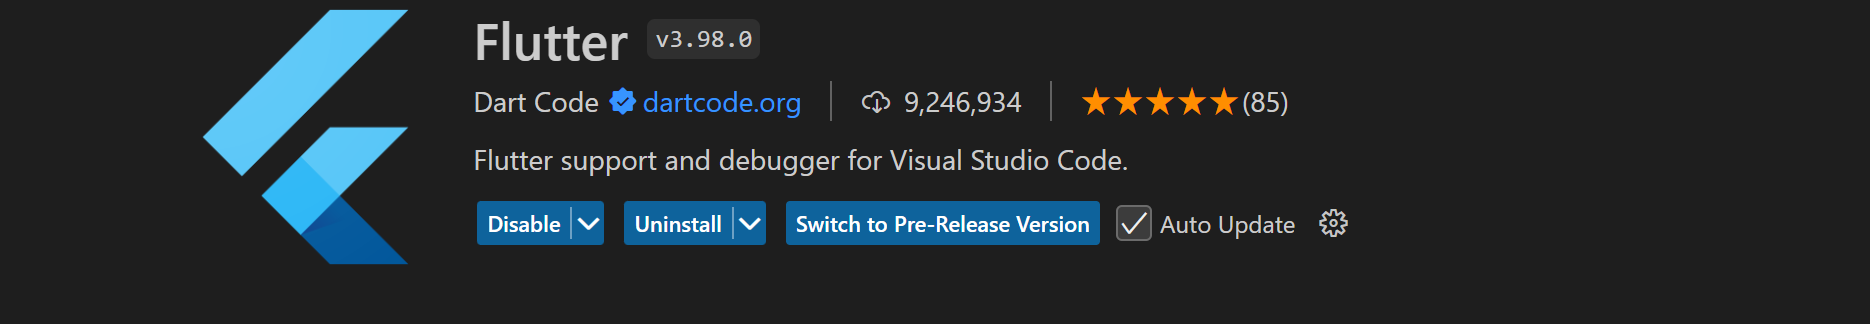 Flutter v3.98.0
Dart Code dartcode.org 9,246,934 (85)
Flutter support and debugger for Visual Studio Code.
Disable Uninstall Switch to Pre-Release Version Auto Update